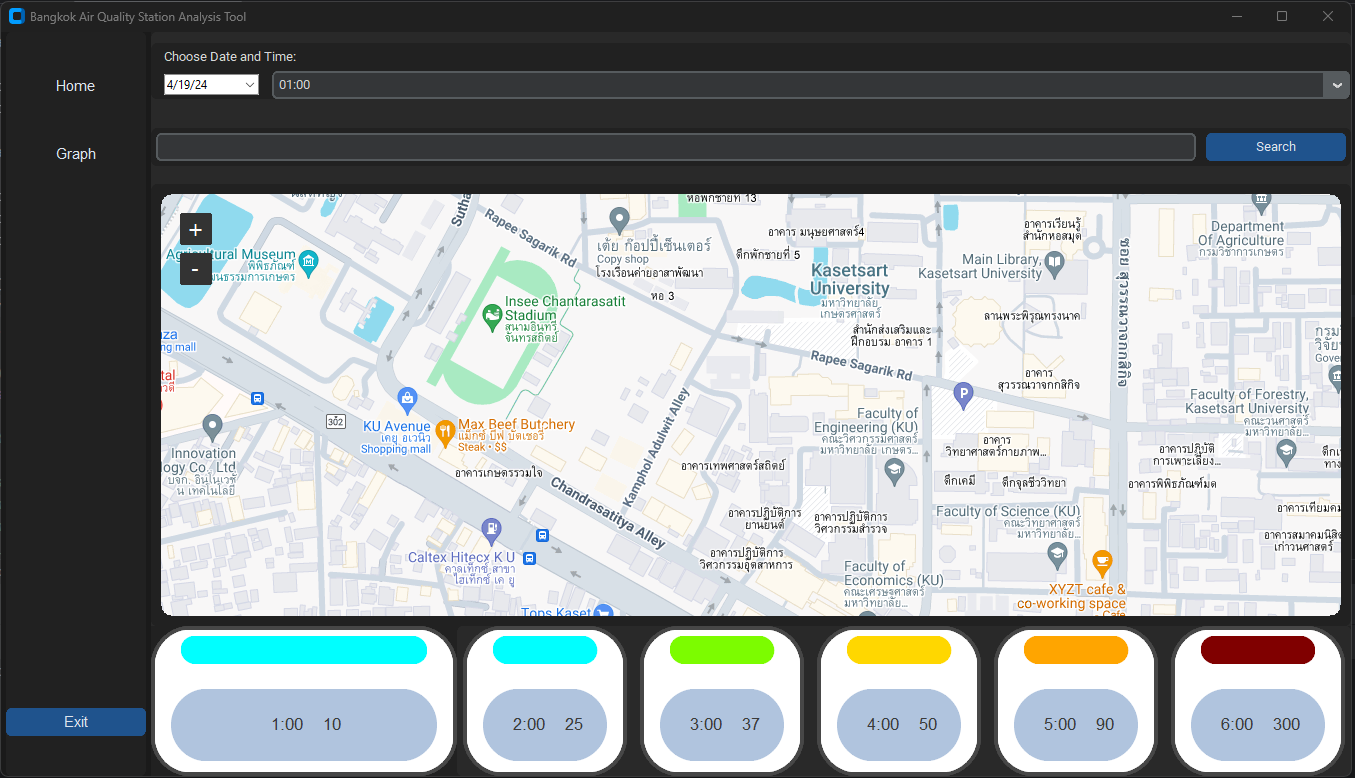 Bangkok Air Quality Station Analysis Tool
Choose Date and Time:
Home
4/19/24
01:00
Graph
Search
+
-
Agricultural Museum
พิพิธภัณฑ์
วัฒนธรรมการเกษตร
Sutha
Rapee Sagarik Rd
หอพักชายที่ 13
เต้ย ก๊อปปี้เซ็นเตอร์
Copy shop
โรงเรียนค่ายอาสาพัฒนา
หอ 3
อาคาร มนุษยศาสตร์4
ตึกพักชายที่ 5
Kasetsart
University
มหาวิทยาลัย
เกษตรศาสตร์
อาคารเรียนรู้
สำนักหอสมุด
Main Library,
Kasetsart University
Department
Of Agriculture
กรมวิชาการเกษตร
ซอย สุวรรณวาจกกสิกิจ
Insee Chantarasatit
Stadium
สนามอินทรี
จันทรสถิตย์
สำนักส่งเสริมและ
ฝึกอบรม อาคาร 1
ลานพระพิรุณทรงนาค
Rapee Sagarik Rd
อาคาร
สุวรรณวาจกกสิกิจ
P
za
ng mall
tal
302
KU Avenue
เคยู อเวนิว
Shopping mall
Max Beef Butchery
แม็กซ์ บีฟ บัตเชอรี่
Steak • $$
อาคารเกษตรรวมใจ
Kamphol Adulwit Alley
Chandrasatitya Alley
Faculty of
Engineering (KU)
คณะวิศวกรรมศาสตร์
มหาวิทยาลัย เกษตร...
Faculty of Forestry,
Kasetsart University
คณะวนศาสตร์
มหาวิทยาลัย...
Innovation
ogy Co., Ltd.
บจก. อินโนเวชั่
น เทคโนโลยี
อาคารเทพศาสตร์สถิตย์
อาคาร
วิทยาศาสตร์กายภาพ...
อาคารปฏิบัติ
การเพาะเลี้ยง...
ตึกเคมี
ตึกจุลชีววิทยา
อาคารพิพิธภัณฑ์มด
อาคารปฏิบัติการ
ยานยนต์
อาคารปฏิบัติการ
วิศวกรรมสำรวจ
Faculty of Science (KU)
คณะวิทยาศาสตร์
มหาวิทยาลัย...
อาคารเทียมคม
อาคารสมาคมนิสิต
เก่าวนศาสตร์
Caltex Hitecx K U
คาลเท็กซ์ สาขา
ไฮเท็กซ์ เค ยู
อาคารปฏิบัติการ
วิศวกรรมอุตสาหการ
Faculty of
Economics (KU)
คณะเศรษฐศาสตร์
มหาวิทยาลัย...
XYZT cafe &
co-working space
Cafe
Tops Kaset
Exit
1:00 10
2:00 25
3:00 37
4:00 50
5:00 90
6:00 300